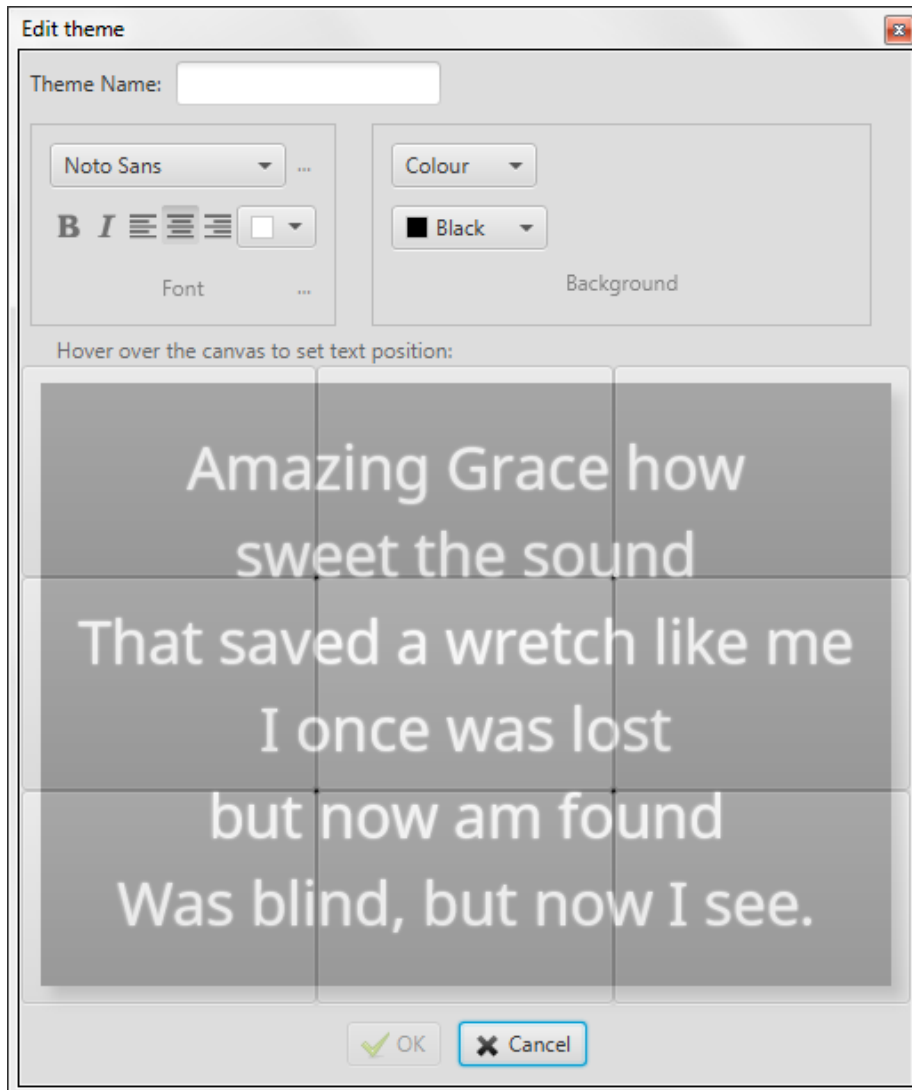 Edit theme
Theme Name:
Noto Sans ...
B I
Font ...
Colour
Black
Background
Hover over the canvas to set text position:
Amazing Grace how
sweet the sound
That saved a wretch like me
I once was lost
but now am found
Was blind, but now I see.
OK Cancel